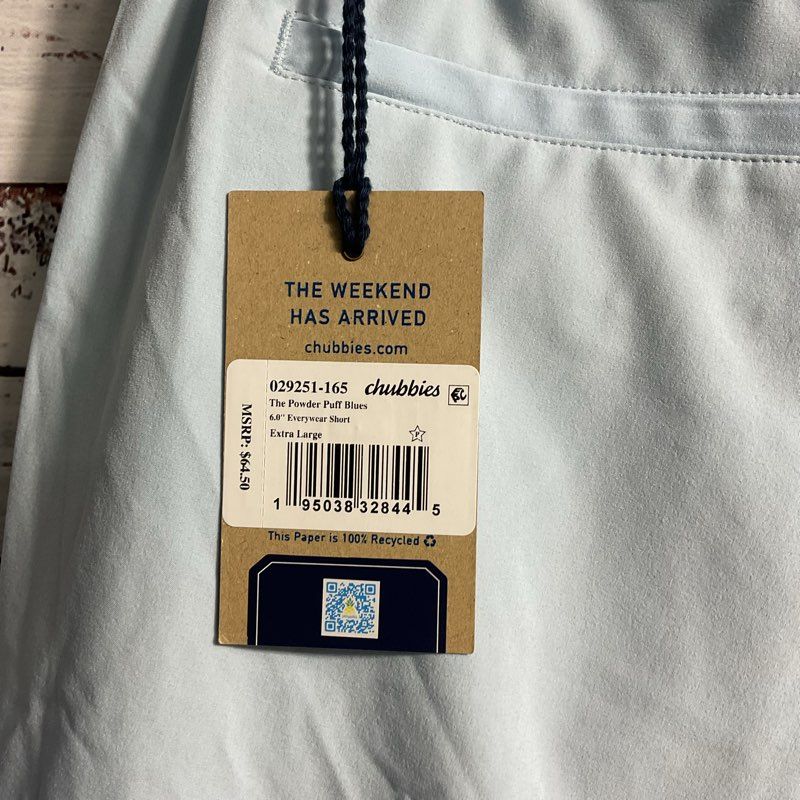 THE WEEKEND
HAS ARRIVED
chubbies.com
029251-165 chubbies
The Powder Puff Blues
6.0" Everywear Short
Extra Large
P
MSRP: $64.50
1 95038 32844 5
This Paper is 100% Recycled